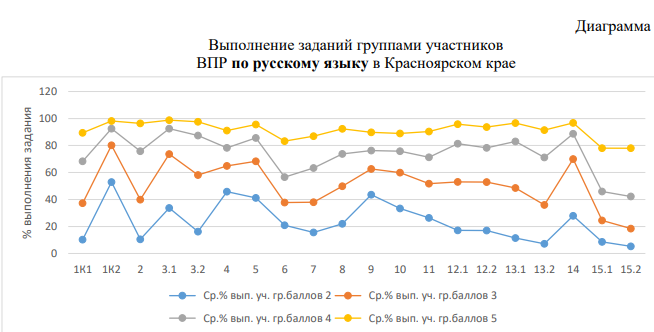 Диаграмма
Выполнение заданий группами участников
ВПР по русскому языку в Красноярском крае
120
100
80
60
40
20
0
% выполнения задания
1К1 1К2 2 3.1 3.2 4 5 6 7 8 9 10 11 12.1 12.2 13.1 13.2 14 15.1 15.2
Ср.% вып. уч. гр.баллов 2 Ср.% вып. уч. гр.баллов 3
Ср.% вып. уч. гр.баллов 4 Ср.% вып. уч. гр.баллов 5